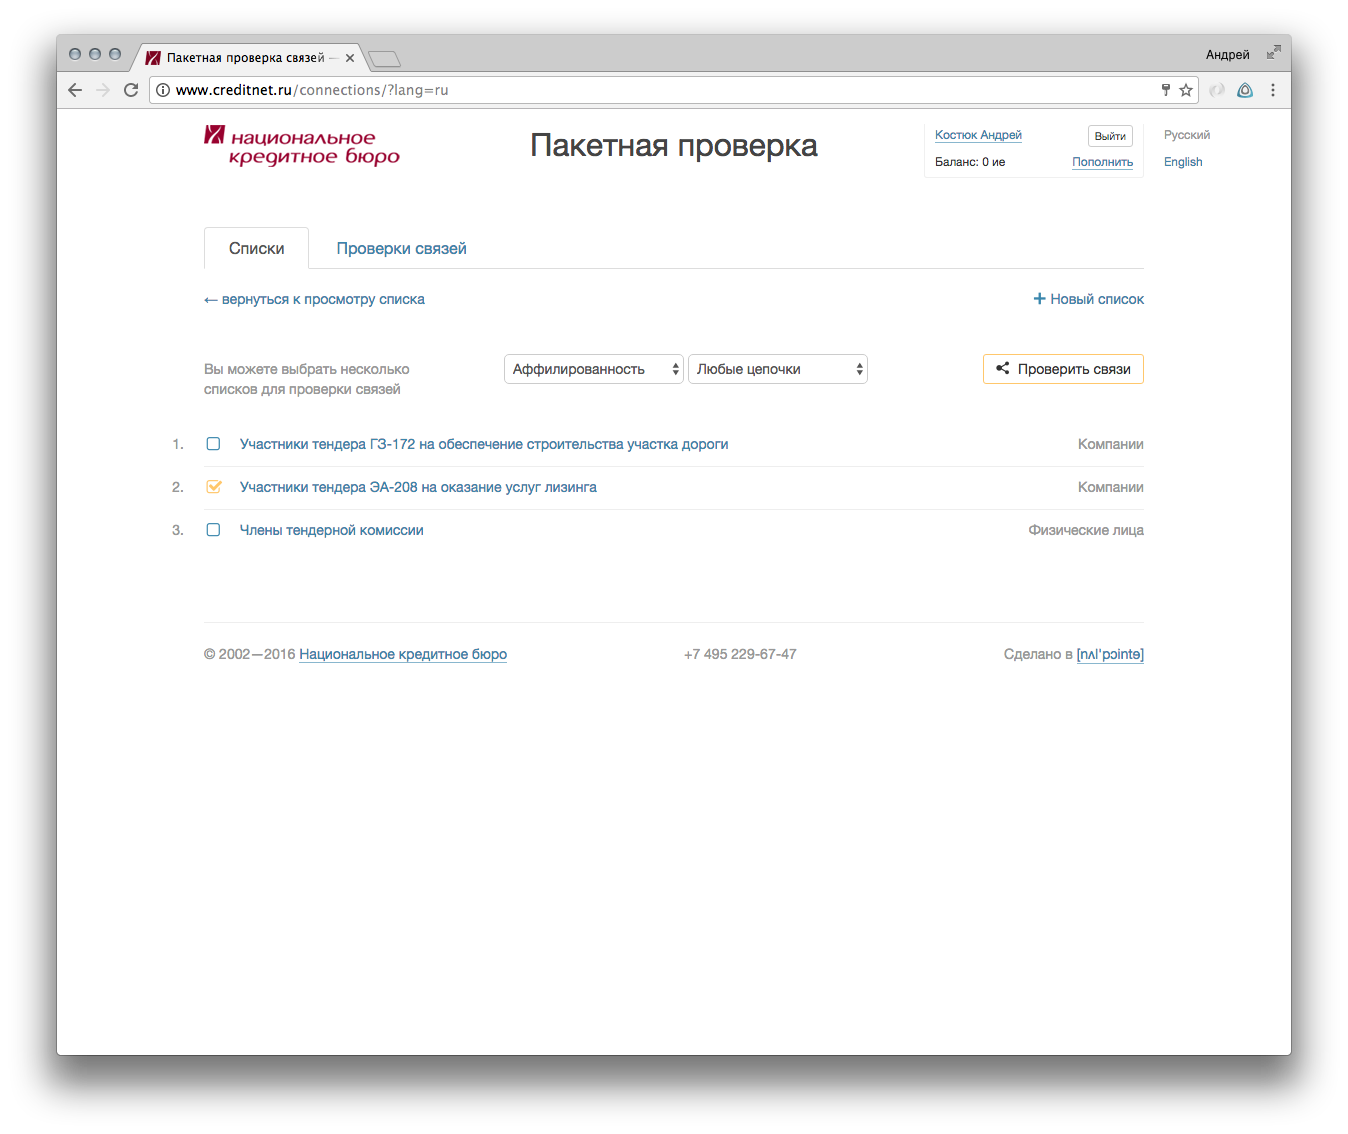 Пакетная проверка связей —
Андрей
www.creditnet.ru/connections/?lang=ru
национальное
кредитное бюро
Пакетная проверка
Костюк Андрей
Выйти
Баланс: 0 ие
Пополнить
Русский
English
Списки
Проверки связей
← вернуться к просмотру списка
+ Новый список
Вы можете выбрать несколько
списков для проверки связей
Аффилированность
Любые цепочки
Проверить связи
1. Участники тендера ГЗ-172 на обеспечение строительства участка дороги Компании
2. Участники тендера ЭА-208 на оказание услуг лизинга Компании
3. Члены тендерной комиссии Физические лица
© 2002—2016 Национальное кредитное бюро
+7 495 229-67-47
Сделано в [nʌl'pɔintɵ]